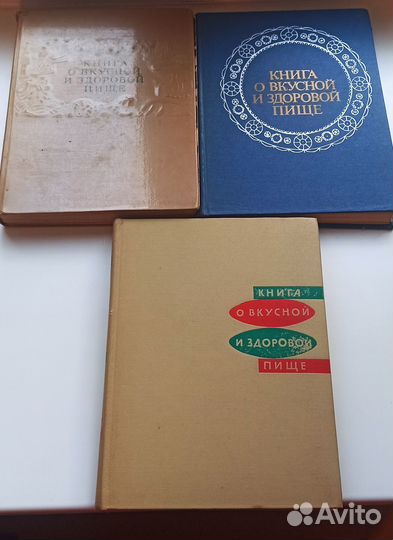 КНИГА
О ВКУСНОЙ
И ЗДОРОВОЙ
ПИЩЕ
КНИГА
О ВКУСНОЙ
И ЗДОРОВОЙ
ПИЩЕ
КНИГА
О ВКУСНОЙ
И ЗДОРОВОЙ
ПИЩЕ
Avito